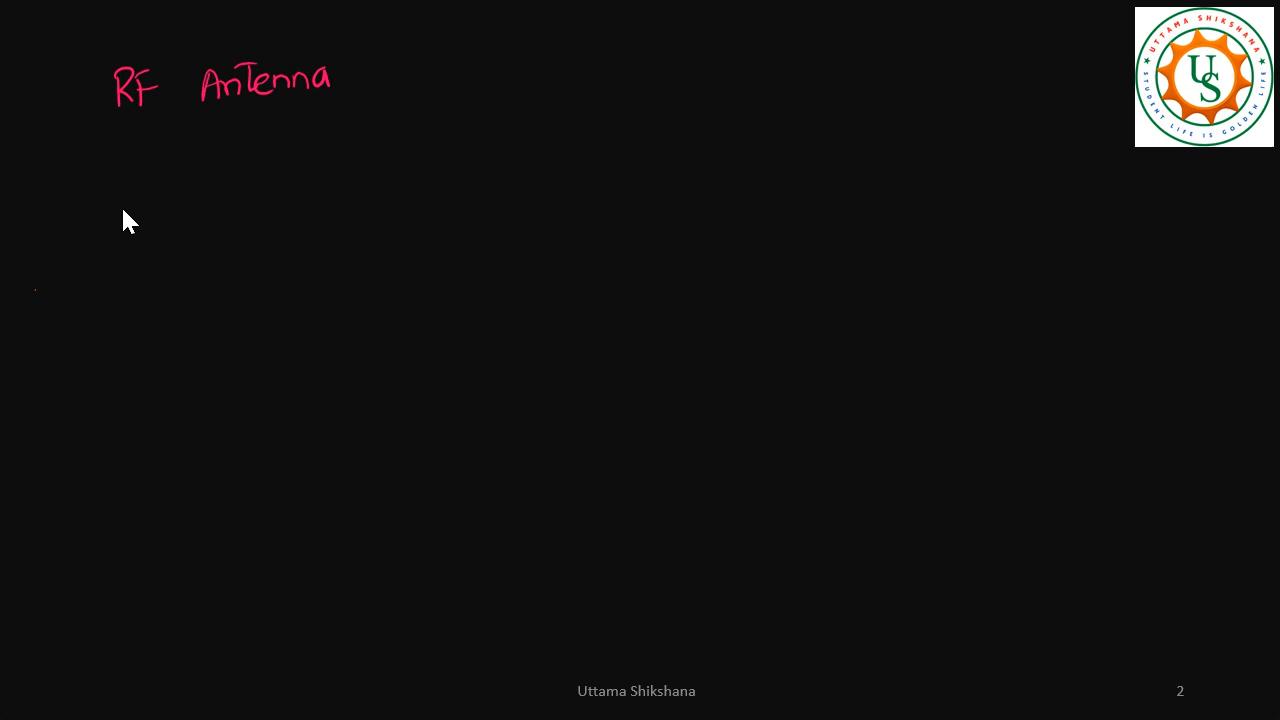 RF Antenna
UTTAMA SHIKSHANA
US
STUDENT LIFE IS GOLDEN LIFE
Uttama Shikshana
2